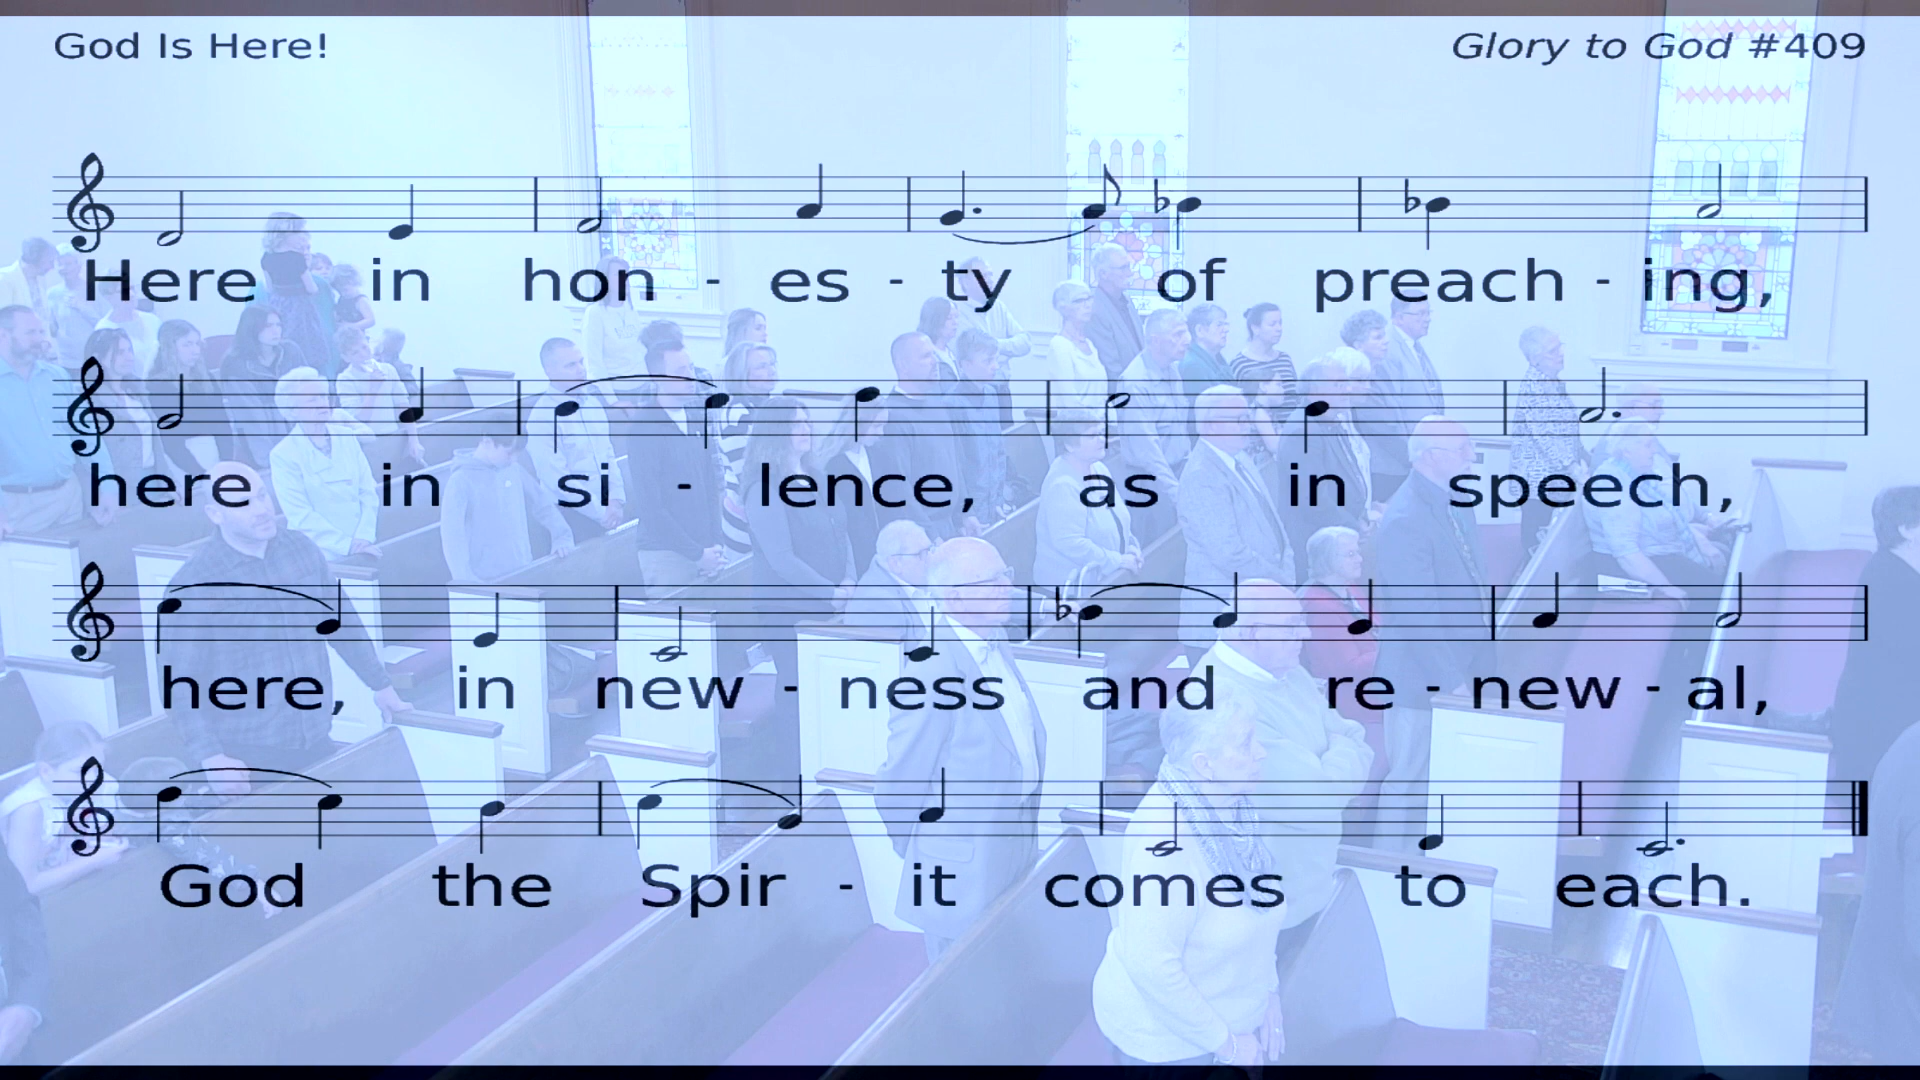 God Is Here!
Glory to God #409
Here in hon - es - ty of preach - ing,
here in si - lence, as in speech,
here, in new - ness and re - new - al,
God the Spir - it comes to each.